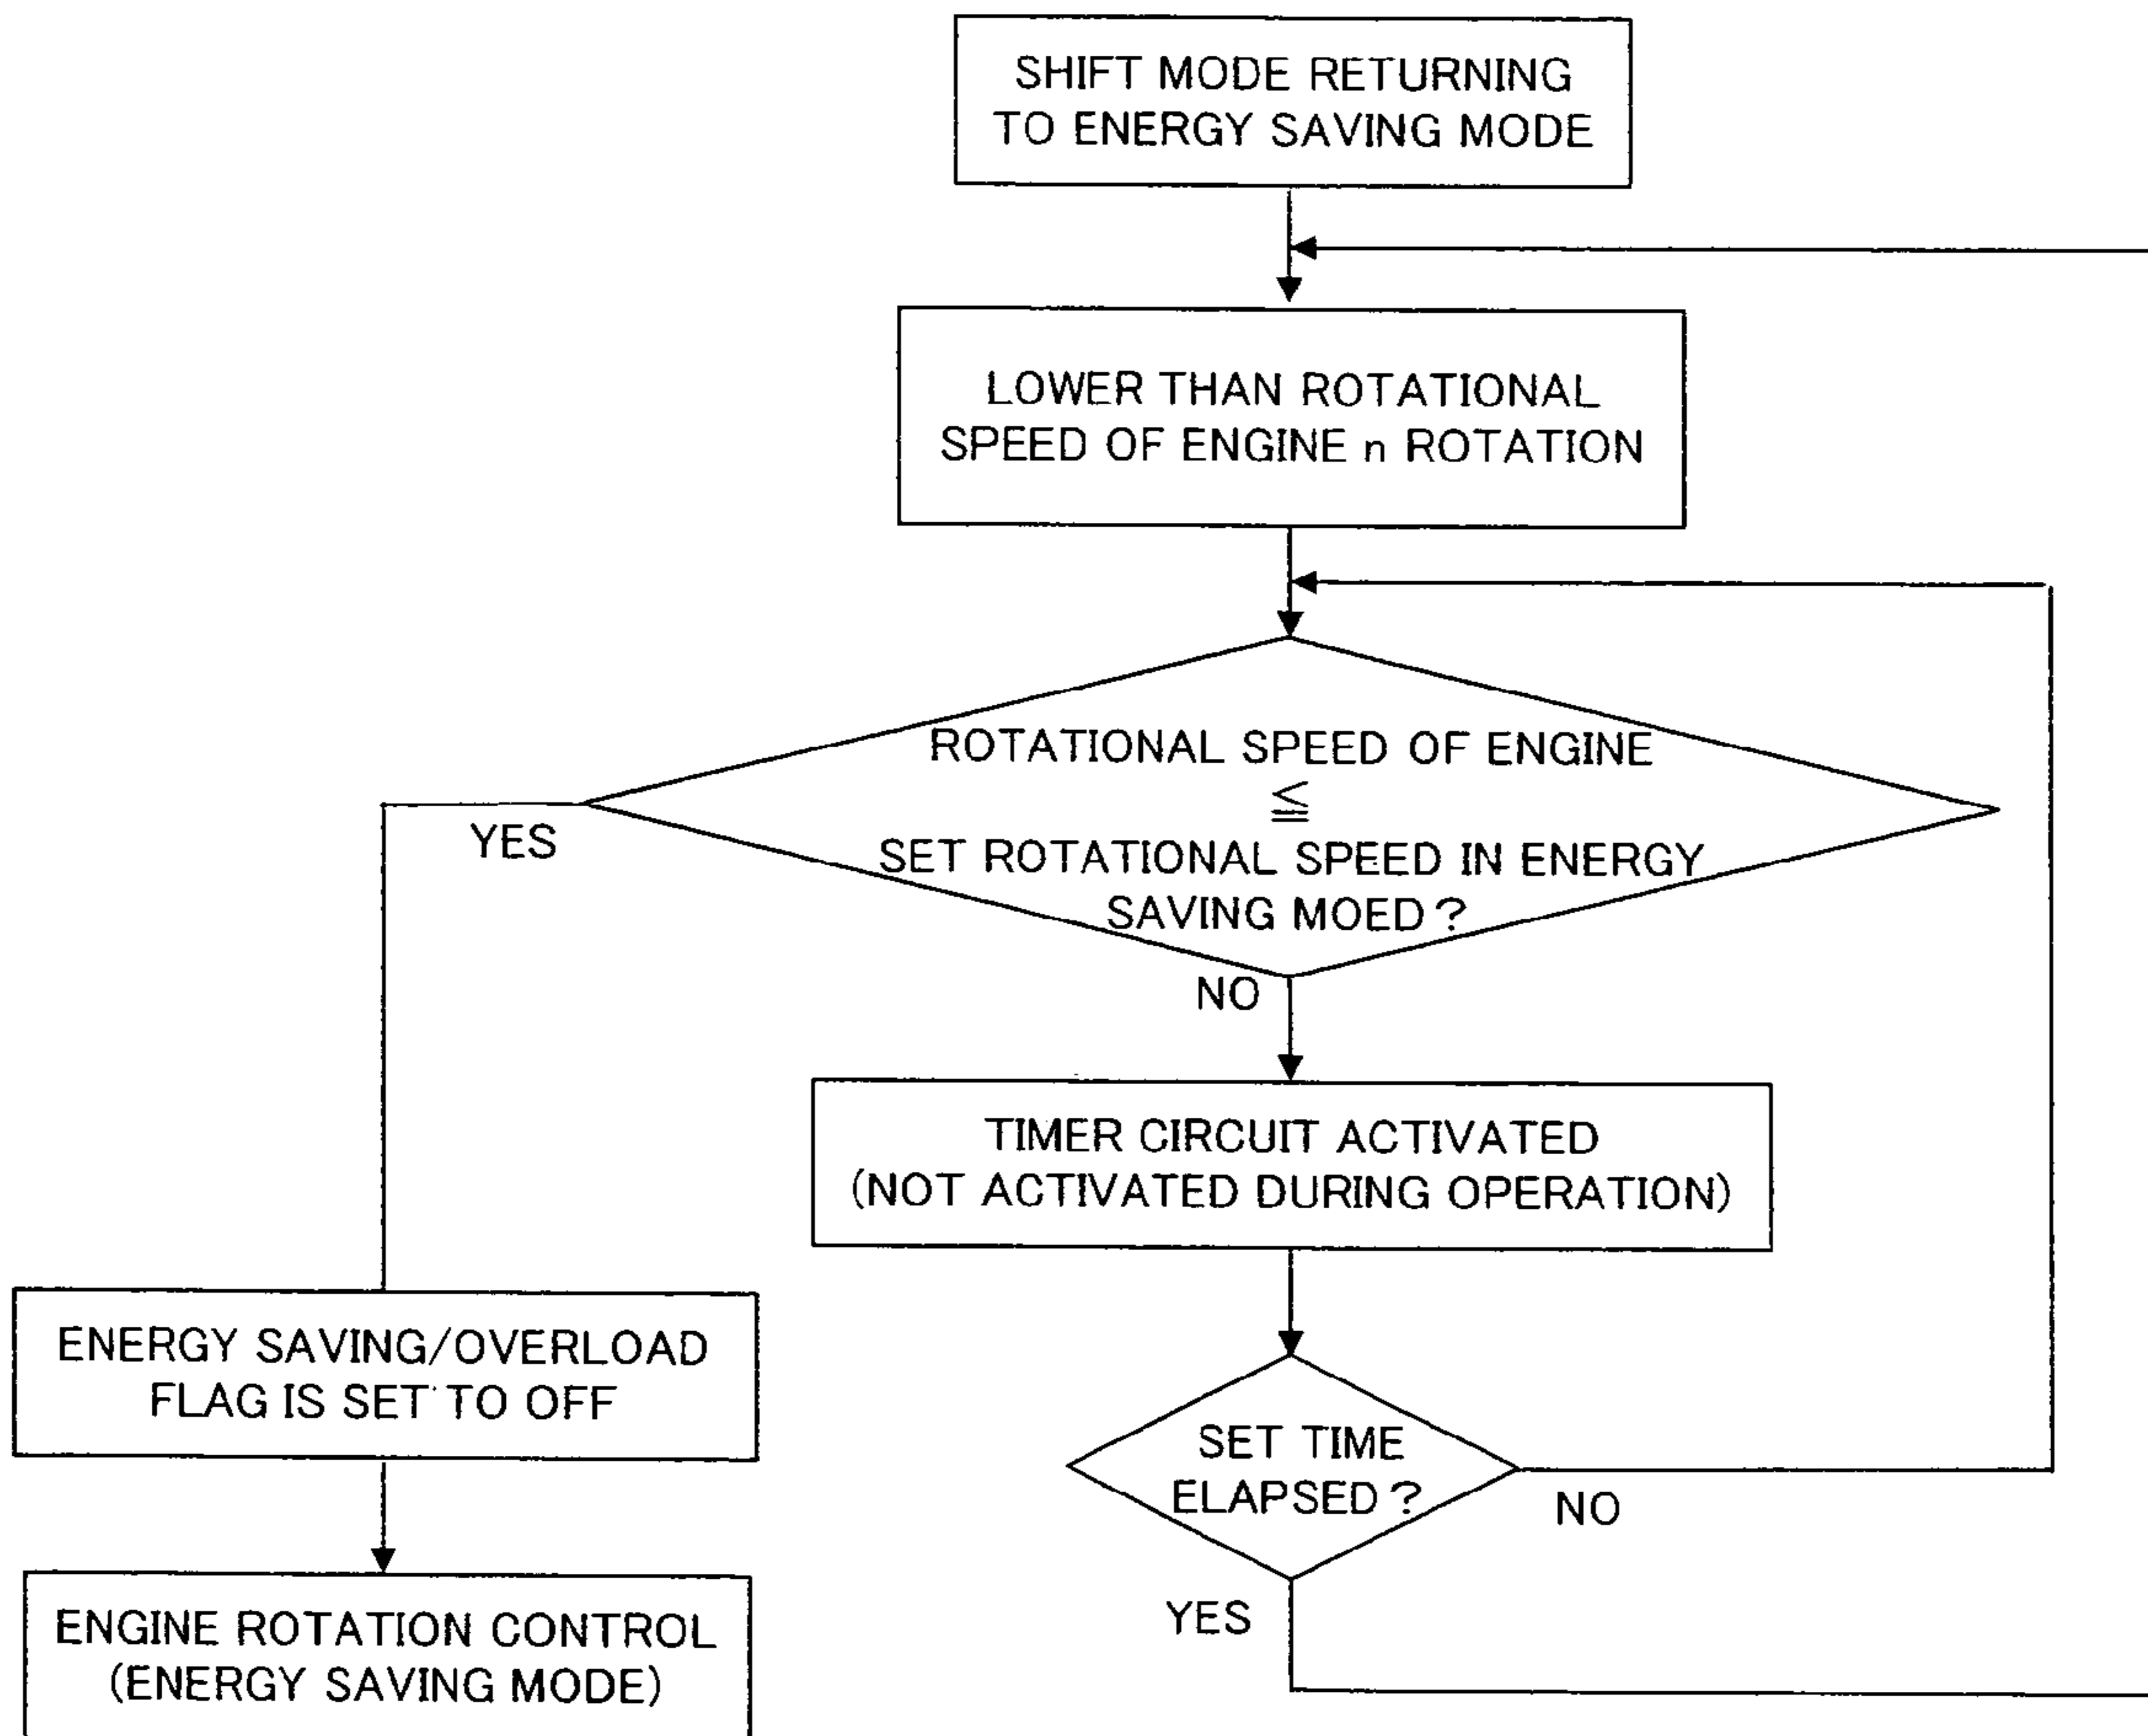 SHIFT MODE RETURNING
TO ENERGY SAVING MODE
LOWER THAN ROTATIONAL
SPEED OF ENGINE n ROTATION
ROTATIONAL SPEED OF ENGINE
≦
SET ROTATIONAL SPEED IN ENERGY
SAVING MOED?
YES
NO
TIMER CIRCUIT ACTIVATED
(NOT ACTIVATED DURING OPERATION)
ENERGY SAVING/OVERLOAD
FLAG IS SET TO OFF
SET TIME
ELAPSED?
NO
YES
ENGINE ROTATION CONTROL
(ENERGY SAVING MODE)